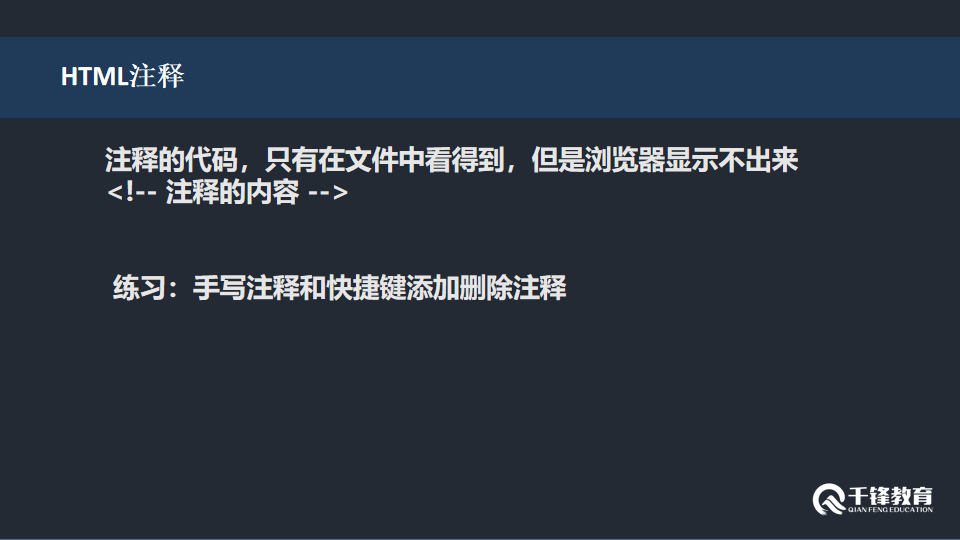 HTML注释
注释的代码，只有在文件中看得到，但是浏览器显示不出来
<!-- 注释的内容 -->
练习：手写注释和快捷键添加删除注释
千锋教育
QIAN FENG EDUCATION